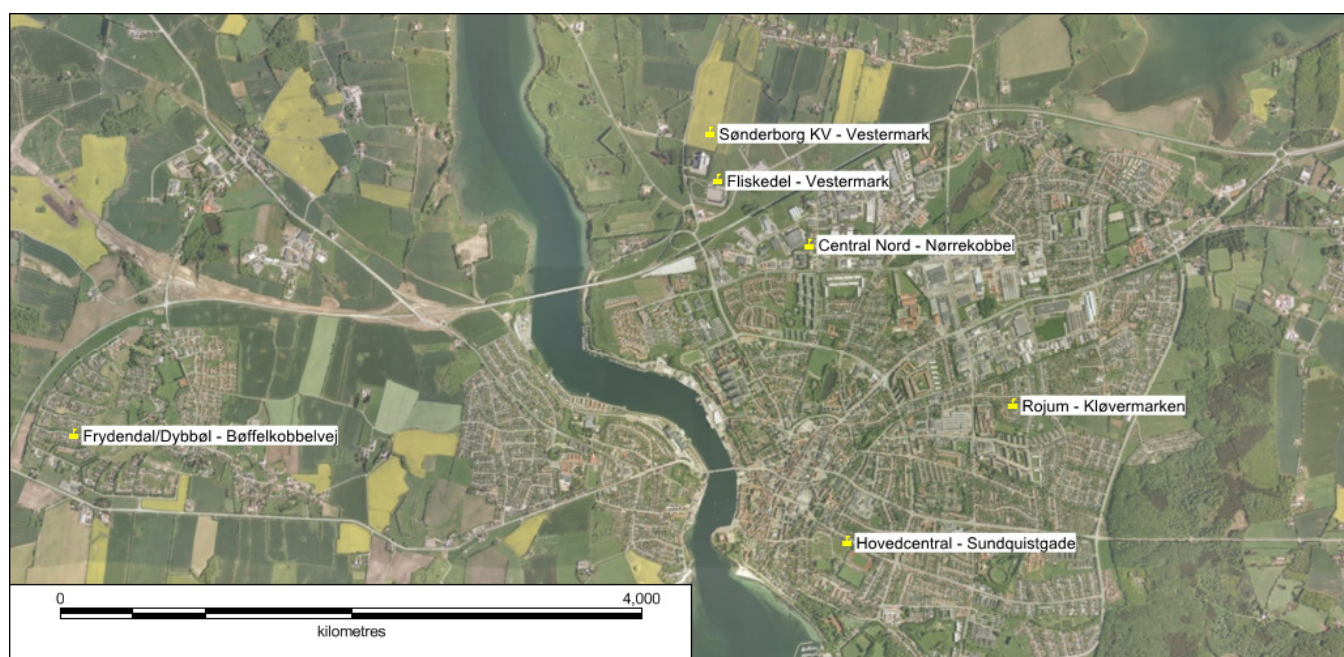 Sønderborg KV - Vestermark
Fliskedel - Vestermark
Central Nord - Nørrekobbel
Rojum - Kløvermarken
Frydendal/Dybbøl - Bøffelkobbelvej
Hovedcentral - Sundquistgade
0 4,000
kilometres